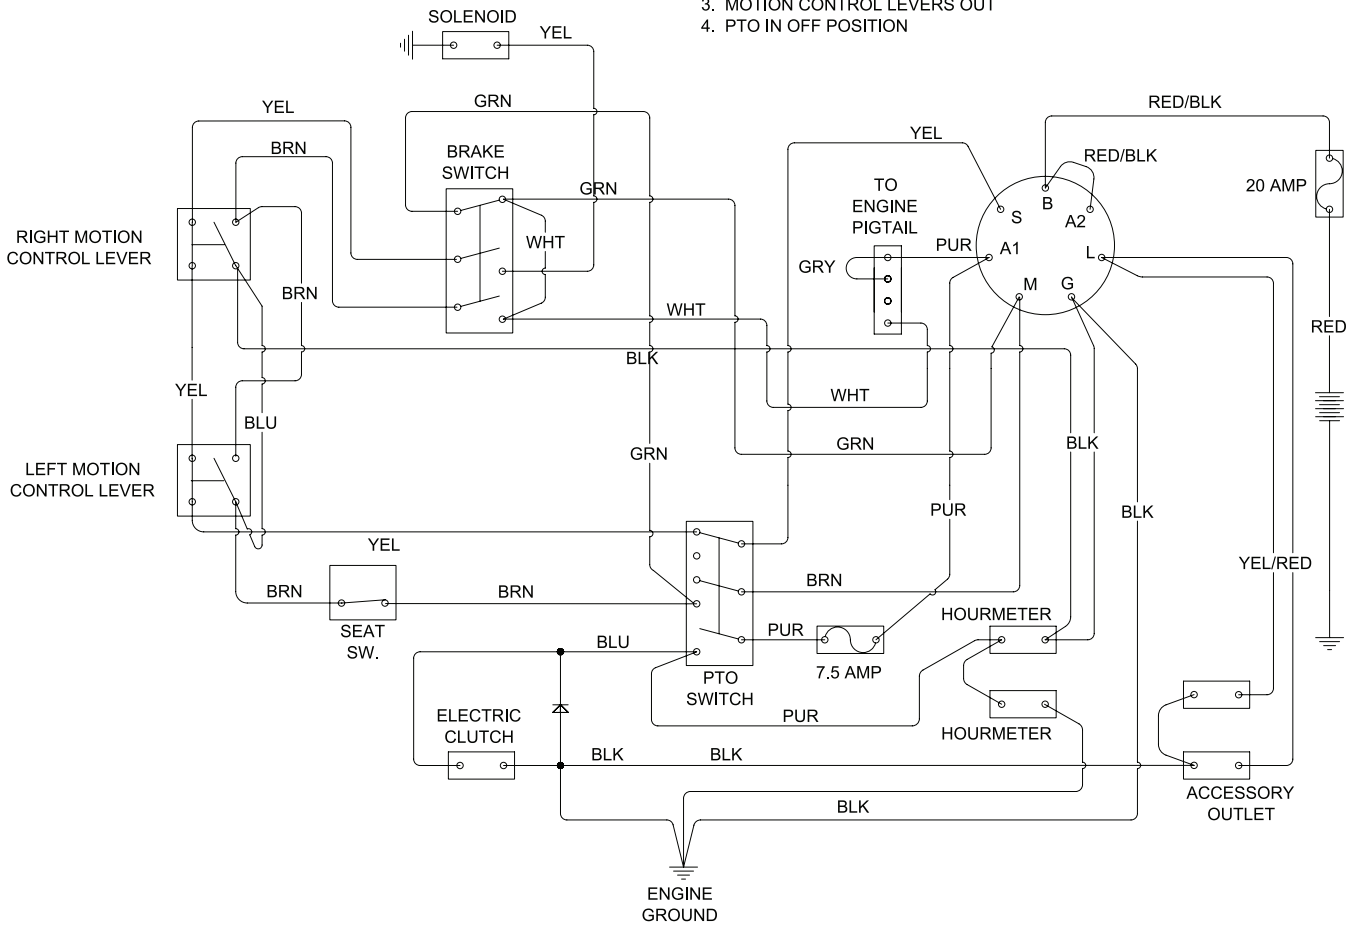 3. MOTION CONTROL LEVERS OUT
4. PTO IN OFF POSITION
SOLENOID
YEL
GRN
YEL
BRN
BRAKE
SWITCH
GRN
WHT
RIGHT MOTION
CONTROL LEVER
BRN
WHT
BLK
YEL
BLU
LEFT MOTION
CONTROL LEVER
GRN
YEL
BRN
SEAT
SW.
BRN
BLU
PTO
SWITCH
ELECTRIC
CLUTCH
BLK
BLK
YEL
TO
ENGINE
PIGTAIL
GRY
PUR
RED/BLK
RED/BLK
20 AMP
B
S
A2
A1
L
M
G
RED
WHT
GRN
BLK
PUR
BLK
YEL/RED
BRN
PUR
7.5 AMP
HOURMETER
PUR
HOURMETER
BLK
ACCESSORY
OUTLET
ENGINE
GROUND